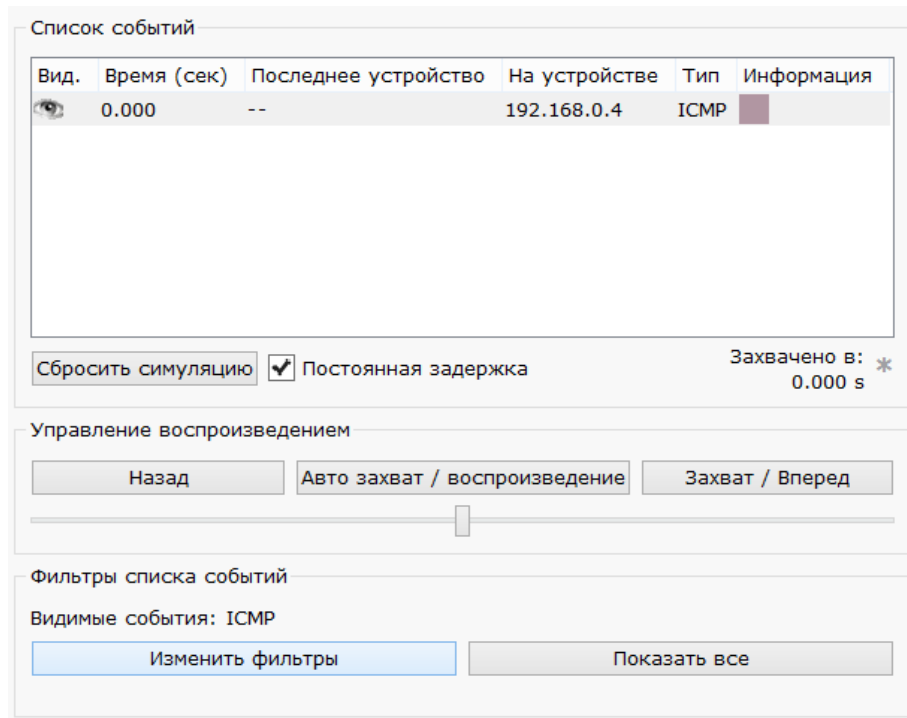 Список событий
Вид. Время (сек) Последнее устройство На устройстве Тип Информация
0.000 -- 192.168.0.4 ICMP
Сбросить симуляцию Постоянная задержка Захвачено в: *
0.000 s
Управление воспроизведением
Назад Авто захват / воспроизведение Захват / Вперед
Фильтры списка событий
Видимые события: ICMP
Изменить фильтры Показать все